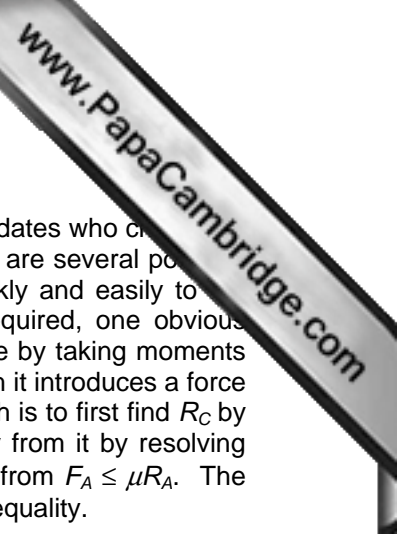 www.PapaCambridge.com
dates who
are several
kly and easily to
quired, one obvious
e by taking moments
n it introduces a force
h is to first find R_C by
from it by resolving
from F_A ≤ μR_A. The
equality.